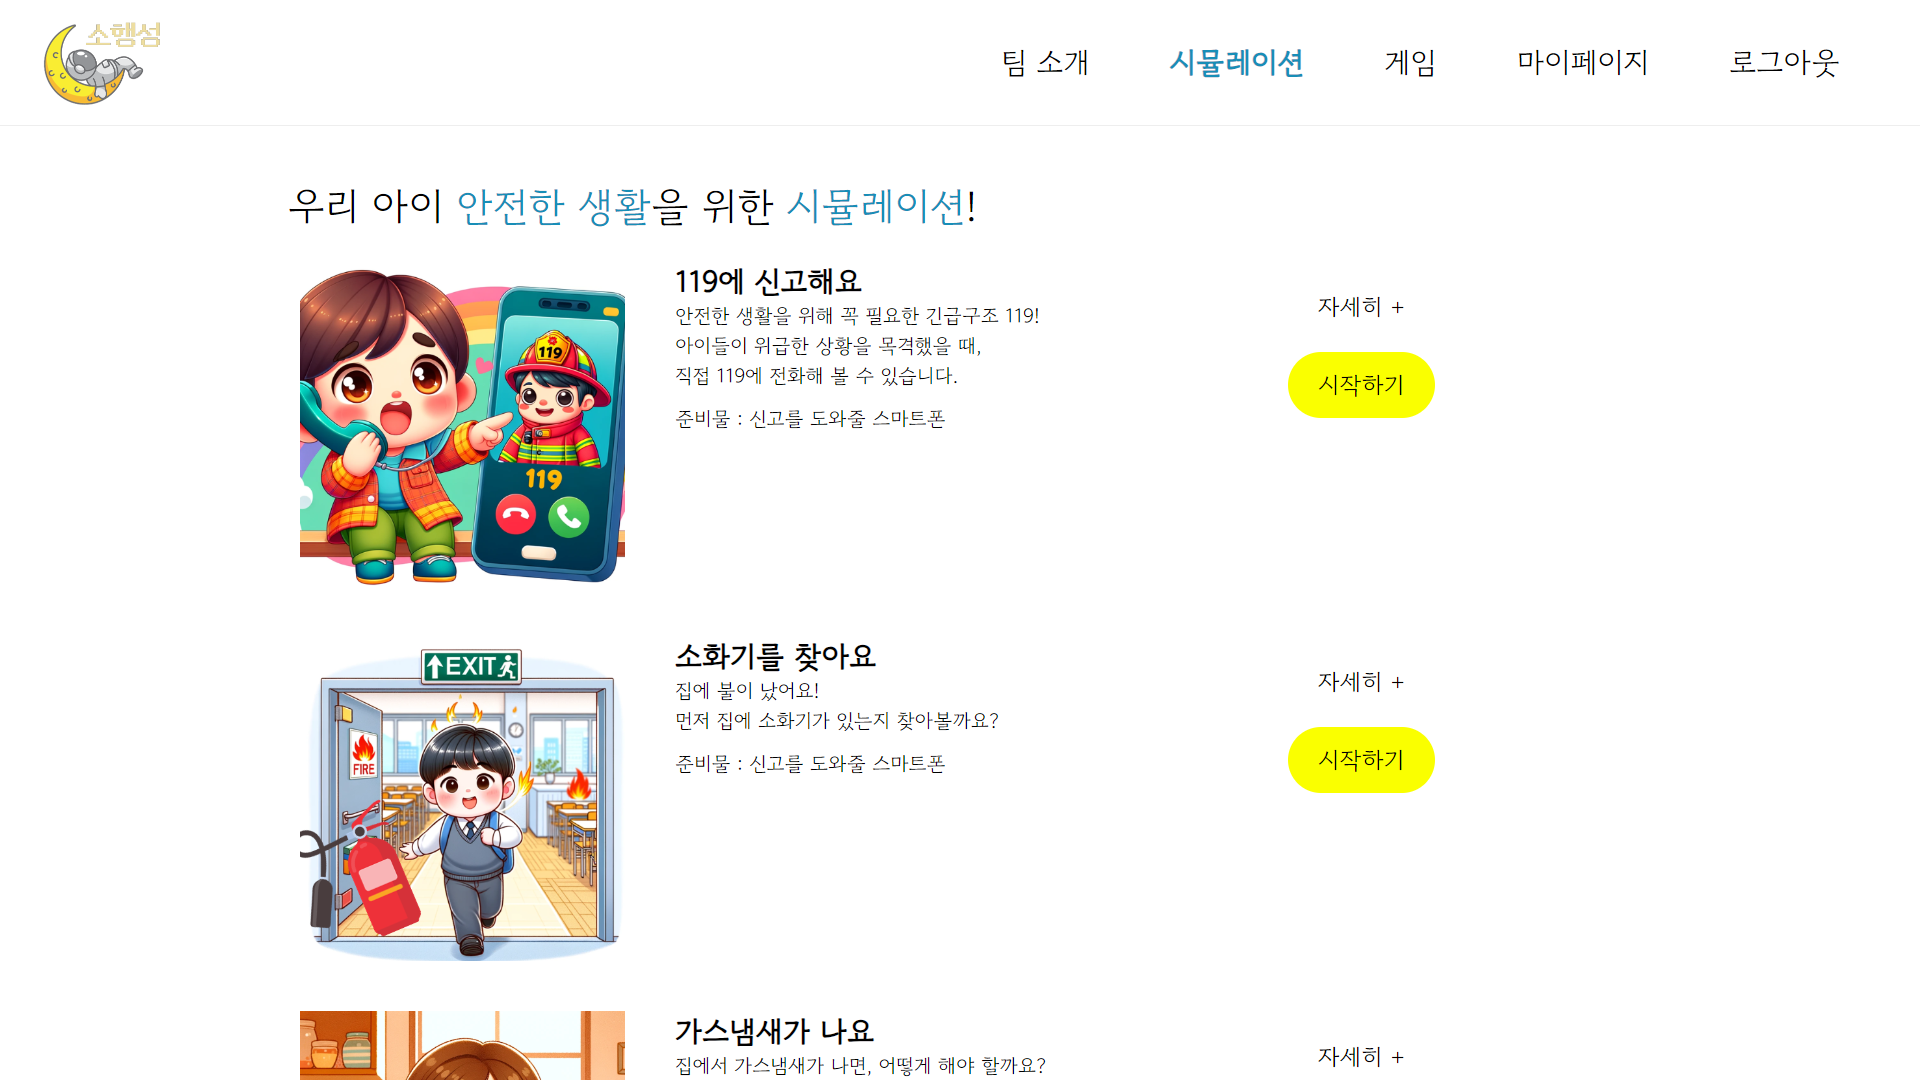 소행성
팀 소개
시뮬레이션
게임
마이페이지
로그아웃
우리 아이 안전한 생활을 위한 시뮬레이션!
119에 신고해요
안전한 생활을 위해 꼭 필요한 긴급구조 119!
아이들이 위급한 상황을 목격했을 때,
직접 119에 전화해 볼 수 있습니다.
준비물 : 신고를 도와줄 스마트폰
자세히 +
시작하기
119
119
소화기를 찾아요
집에 불이 났어요!
먼저 집에 소화기가 있는지 찾아볼까요?
준비물 : 신고를 도와줄 스마트폰
자세히 +
시작하기
EXIT
FIRE
가스냄새가 나요
집에서 가스냄새가 나면, 어떻게 해야 할까요?
자세히 +